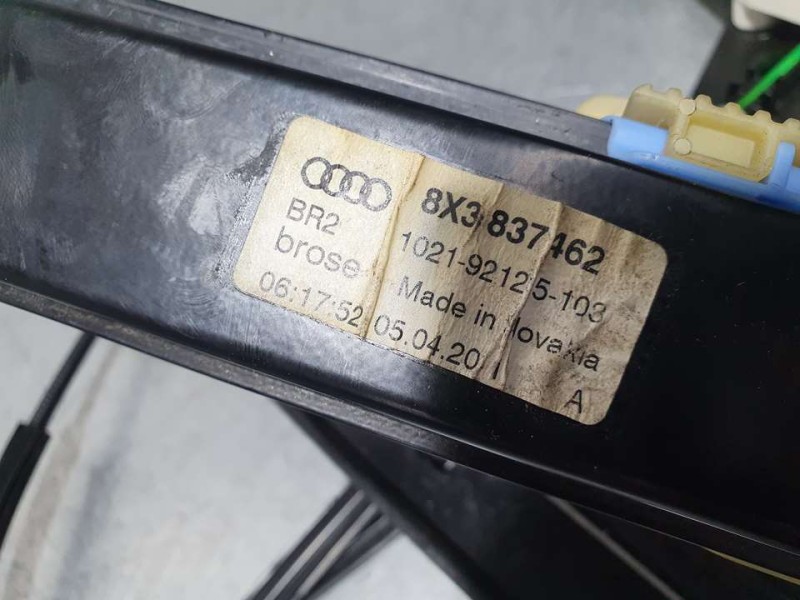 8X3 837462
BR2
1021-92125-103
brose
Made in
06:17:52 05.04.20
A